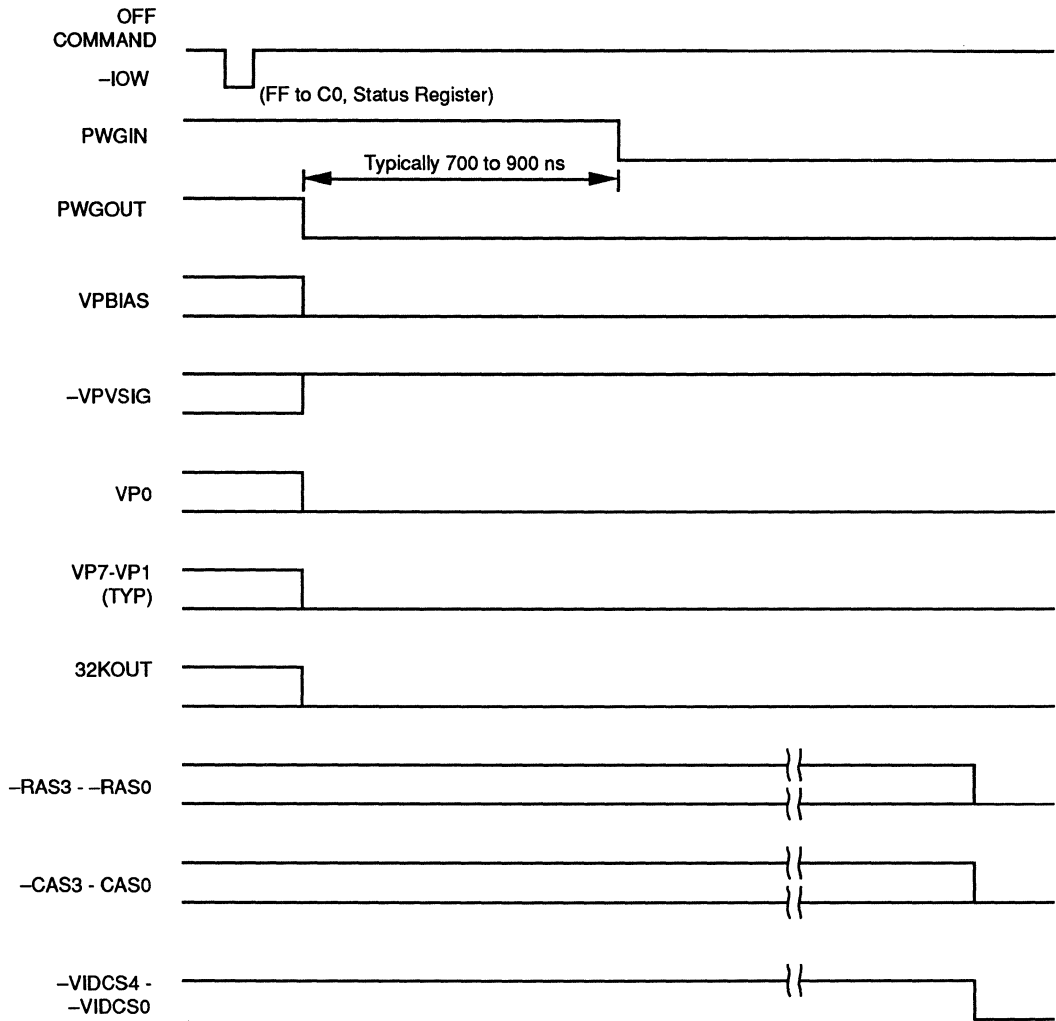 OFF
COMMAND
–IOW
(FF to C0, Status Register)
PWGIN
Typically 700 to 900 ns
PWGOUT
VPBIAS
–VPVSIG
VP0
VP7-VP1
(TYP)
32KOUT
–RAS3 - –RAS0
–CAS3 - CAS0
–VIDCS4 -
–VIDCS0